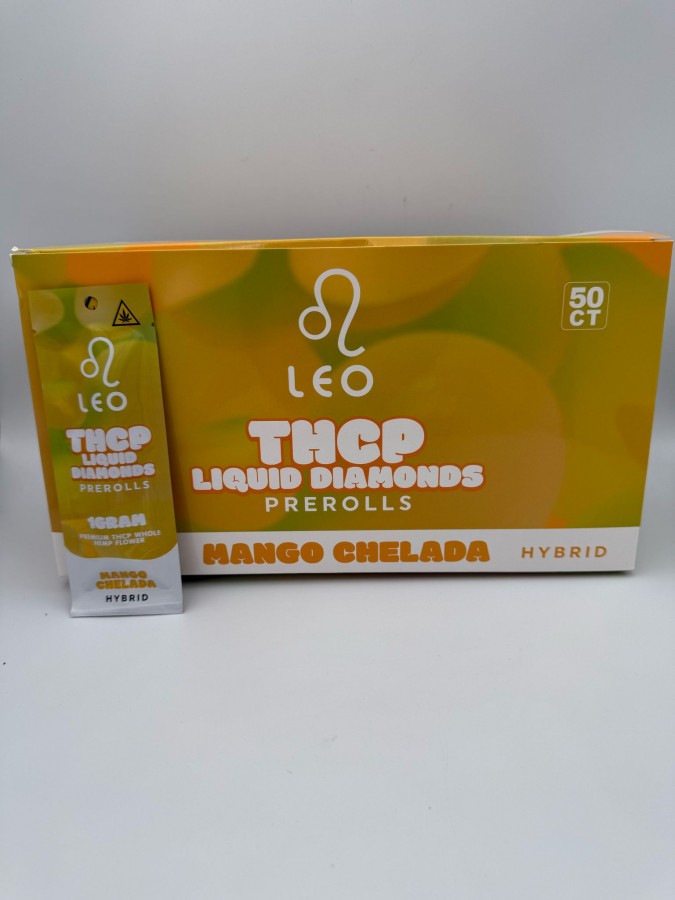 LEO
THCP
LIQUID
DIAMONDS
PREROLLS
1GRAM
PREMIUM THCP WHOLE
HEMP FLOWER
MANGO
CHELADA
HYBRID
50
CT
LEO
THCP
LIQUID DIAMONDS
PREROLLS
MANGO CHELADA HYBRID